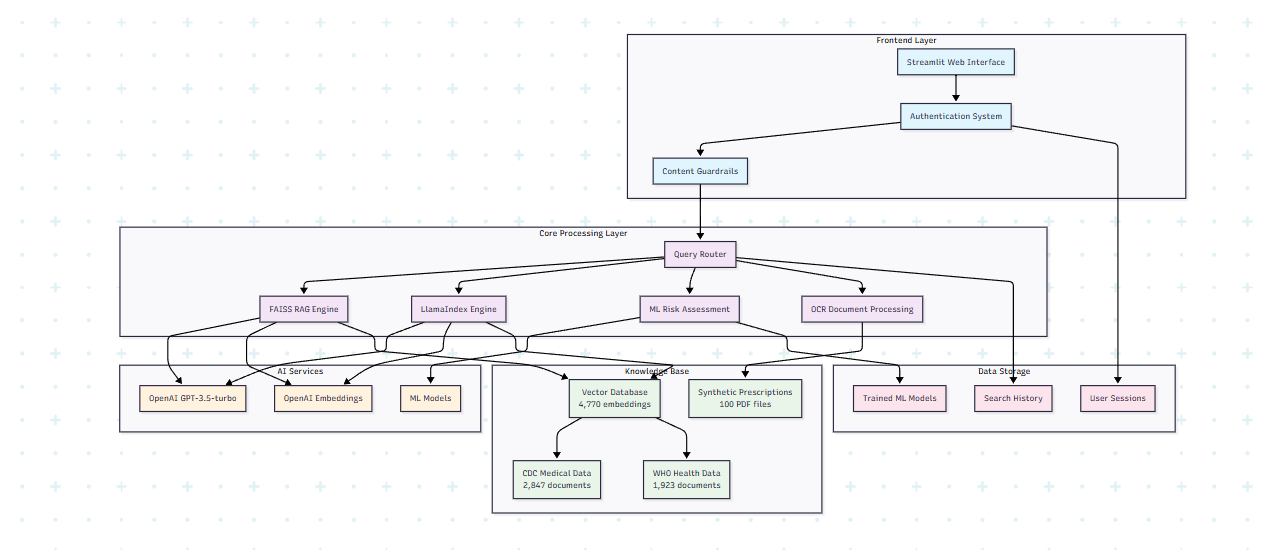 Frontend Layer
Streamlit Web Interface
Authentication System
Content Guardrails
Core Processing Layer
Query Router
FAISS RAG Engine
LlamaIndex Engine
ML Risk Assessment
OCR Document Processing
AI Services
OpenAI GPT-3.5-turbo
OpenAI Embeddings
ML Models
Knowledge Base
Vector Database
4,770 embeddings
Synthetic Prescriptions
100 PDF files
CDC Medical Data
2,847 documents
WHO Health Data
1,923 documents
Data Storage
Trained ML Models
Search History
User Sessions